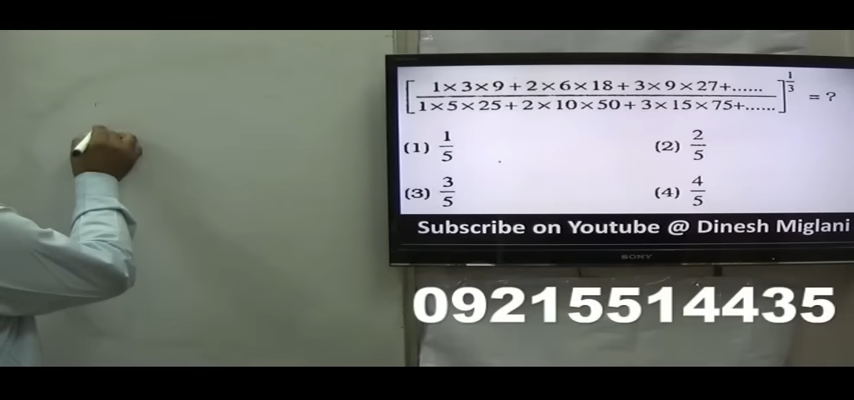 [ 1×3×9+2×6×18+3×9×27+...... / 1×5×25+2×10×50+3×15×75+...... ]^1/3 = ?
(1) 1/5 (2) 2/5
(3) 3/5 (4) 4/5
Subscribe on Youtube @ Dinesh Miglani
SONY
09215514435